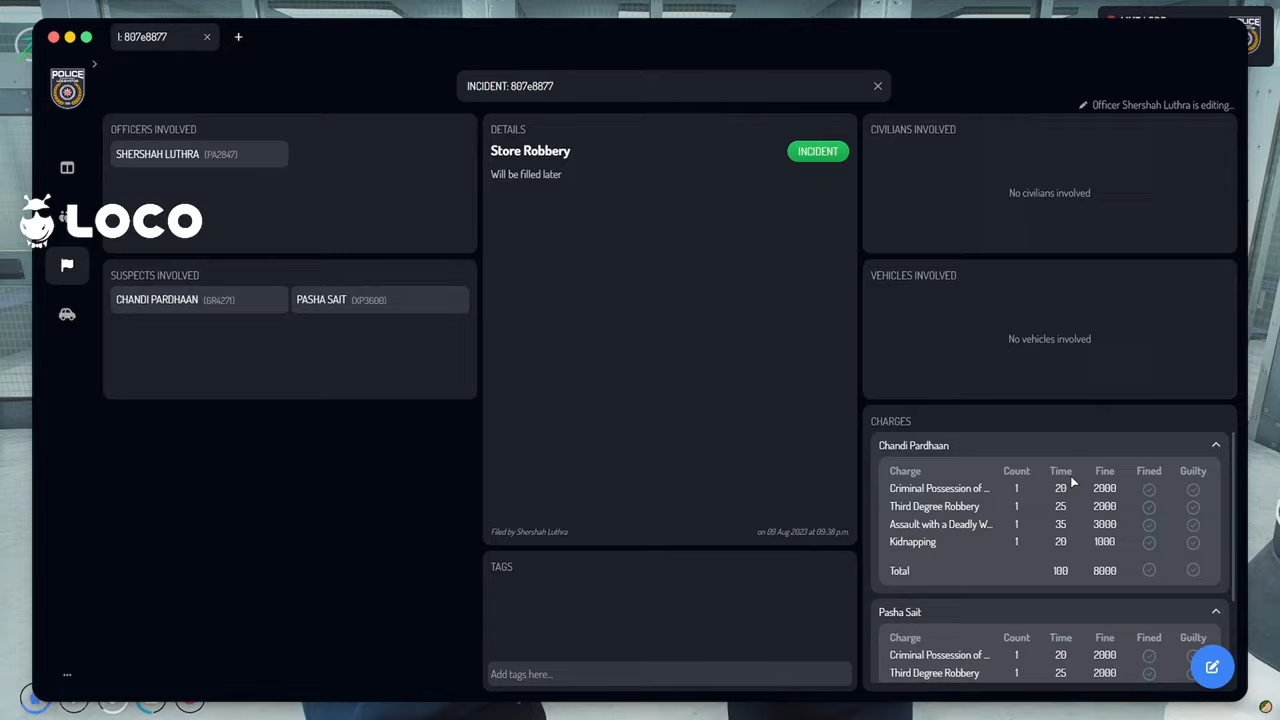 I: 807e8877
POLICE
INCIDENT: 807e8877
Officer Shershah Luthra is editing...
OFFICERS INVOLVED
SHERSHAH LUTHRA (PA2847)
DETAILS
Store Robbery
INCIDENT
Will be filled later
CIVILIANS INVOLVED
No civilians involved
LOCO
SUSPECTS INVOLVED
CHANDI PARDHAAN (GR4271)
PASHA SAIT (XP3600)
VEHICLES INVOLVED
No vehicles involved
Filed by Shershah Luthra
on 09 Aug 2023 at 09:38 p.m.
TAGS
Add tags here...
CHARGES
Chandi Pardhaan
Charge Count Time Fine Fined Guilty
Criminal Possession of ... 1 20 2000
Third Degree Robbery 1 25 2000
Assault with a Deadly W... 1 35 3000
Kidnapping 1 20 1000
Total 100 8000
Pasha Sait
Charge Count Time Fine Fined Guilty
Criminal Possession of ... 1 20 2000
Third Degree Robbery 1 25 2000